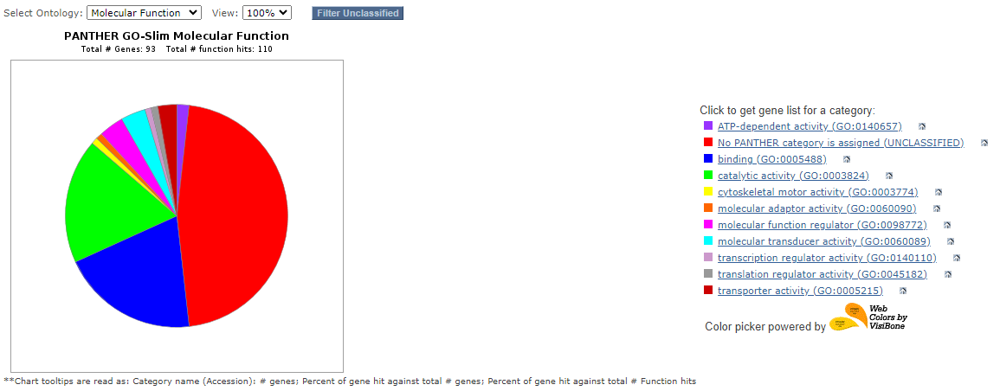 Select Ontology: Molecular Function View: 100% Filter Unclassified
PANTHER GO-Slim Molecular Function
Total # Genes: 93 Total # function hits: 110
Click to get gene list for a category:
ATP-dependent activity (GO:0140657)
No PANTHER category is assigned (UNCLASSIFIED)
binding (GO:0005488)
catalytic activity (GO:0003824)
cytoskeletal motor activity (GO:0003774)
molecular adaptor activity (GO:0060090)
molecular function regulator (GO:0098772)
molecular transducer activity (GO:0060089)
transcription regulator activity (GO:0140110)
translation regulator activity (GO:0045182)
transporter activity (GO:0005215)
Color picker powered by
Web
Colors by
VisiBone
**Chart tooltips are read as: Category name (Accession): # genes; Percent of gene hit against total # genes; Percent of gene hit against total # Function hits